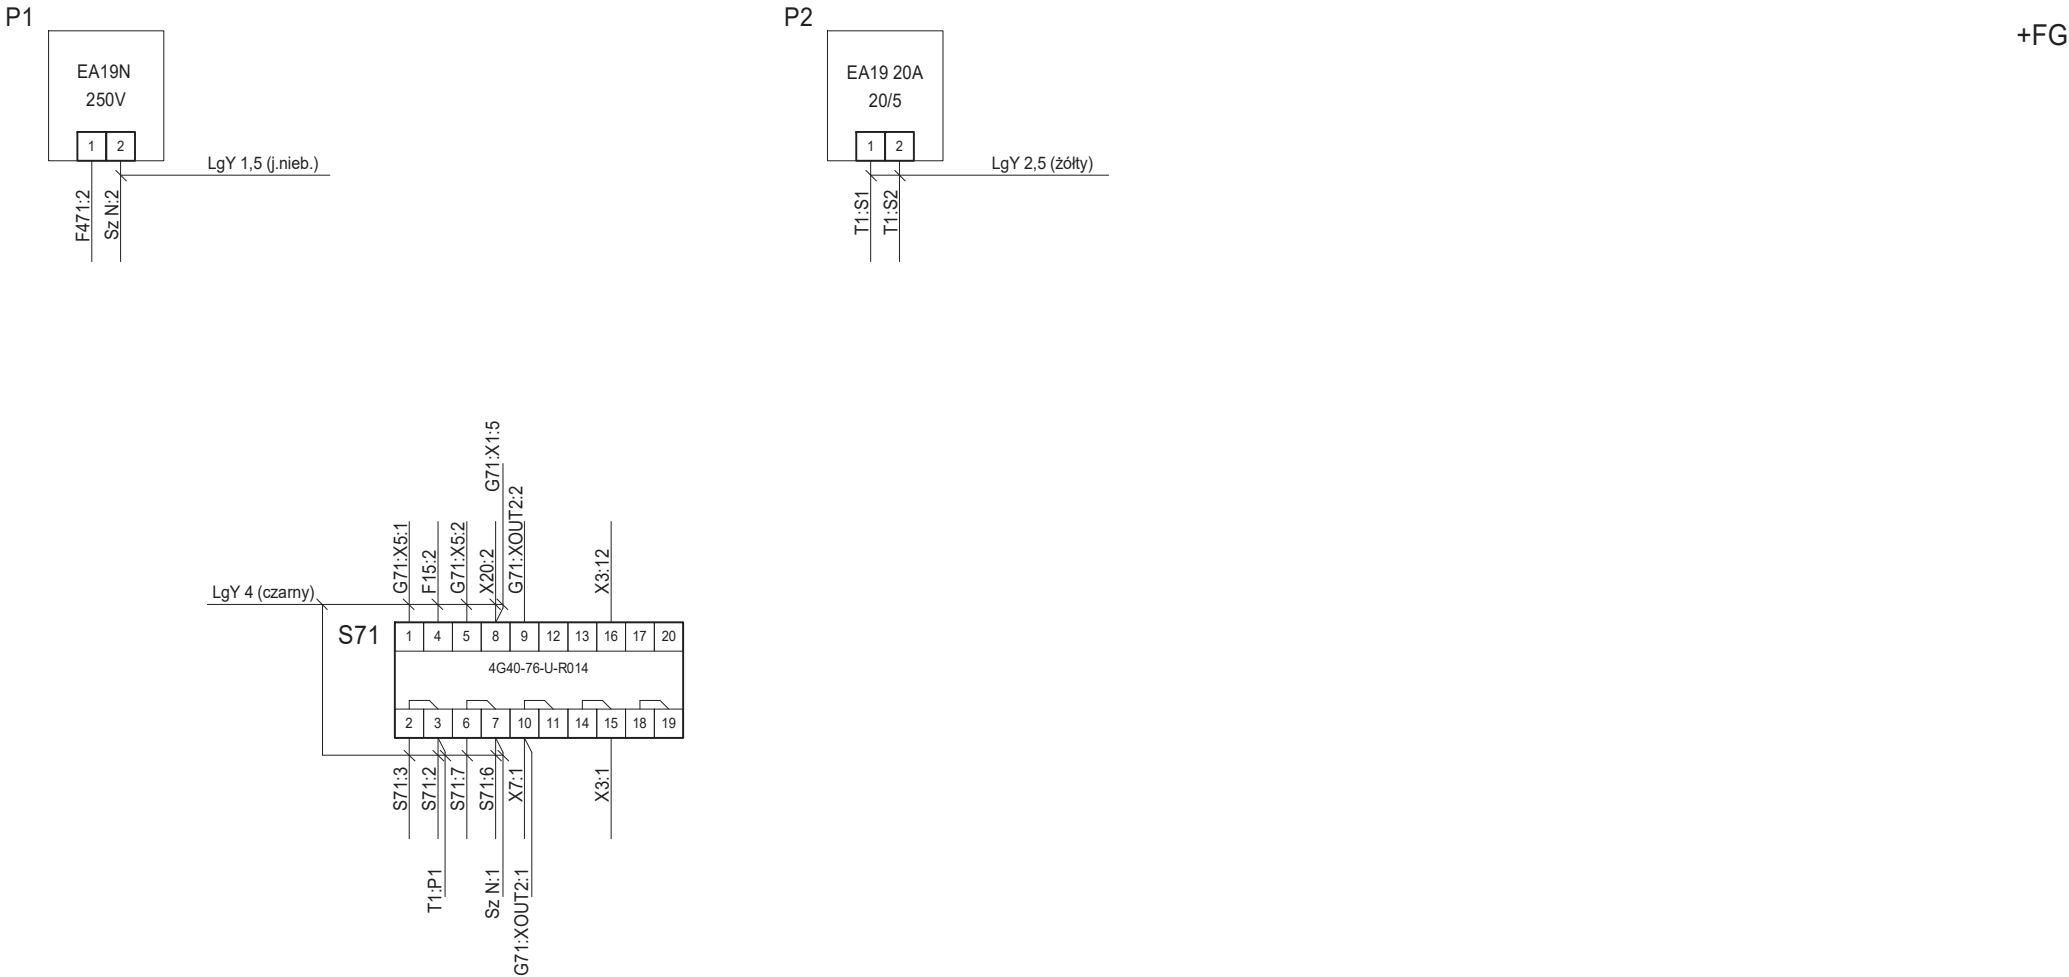 P1
P2
+FG
EA19N
250V
1 2
LgY 1,5 (j.nieb.)
F471:2
Sz N:2
EA19 20A
20/5
1 2
LgY 2,5 (żółty)
T1:S1
T1:S2
G71:X5:1
F15:2
G71:X5:2
X20:2
G71:X1:5
G71:XOUT2:2
X3:12
LgY 4 (czarny)
S71
1 4 5 8 9 12 13 16 17 20
4G40-76-U-R014
2 3 6 7 10 11 14 15 18 19
S71:3
S71:2
T1:P1
S71:7
S71:6
Sz N:1
X7:1
G71:XOUT2:1
X3:1